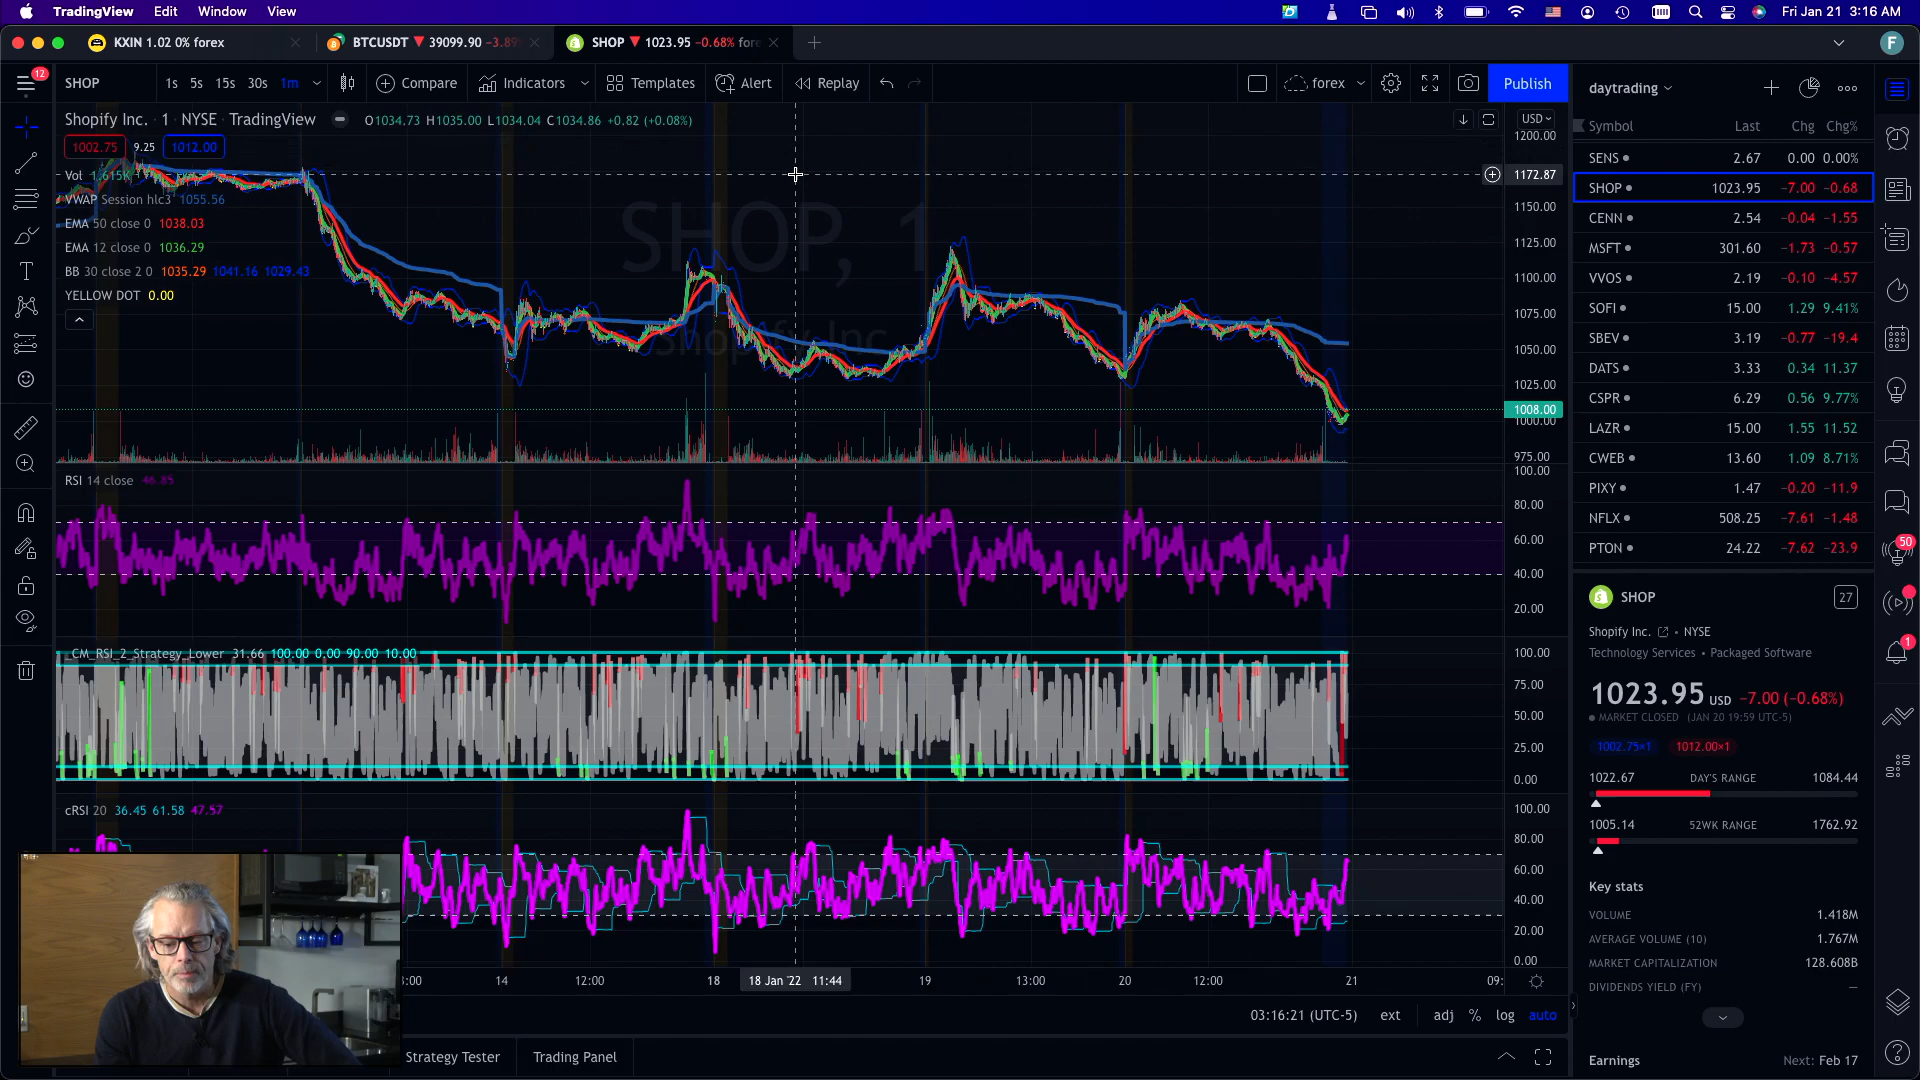 TradingView Edit Window View Fri Jan 21 3:16 AM
KXIN 1.02 0% forex BTCUSDT ▼ 39099.90 −3.89 SHOP ▼ 1023.95 −0.68% fore F
12 SHOP 1s 5s 15s 30s 1m Compare Indicators Templates Alert Replay forex Publish
Shopify Inc. · 1 · NYSE · TradingView O1034.73 H1035.00 L1034.04 C1034.86 +0.82 (+0.08%)
1002.75 9.25 1012.00
Vol 1.615K
VWAP Session hlc3 1055.56
EMA 50 close 0 1038.03
EMA 12 close 0 1036.29
BB 30 close 2 0 1035.29 1041.16 1029.43
YELLOW DOT 0.00
SHOP, 1
Shopify Inc
USD
1200.00
1172.87
1150.00
1125.00
1100.00
1075.00
1050.00
1025.00
1008.00
1000.00
975.00
RSI 14 close 46.85
100.00
80.00
60.00
40.00
20.00
_CM_RSI_2_Strategy_Lower 31.66 100.00 0.00 90.00 10.00
100.00
75.00
50.00
25.00
0.00
cRSI 20 36.45 61.58 47.57
100.00
80.00
60.00
40.00
20.00
0.00
3:00 14 12:00 18 18 Jan '22 11:44 19 13:00 20 12:00 21 09:
03:16:21 (UTC-5) ext adj % log auto
Strategy Tester Trading Panel
daytrading
Symbol Last Chg Chg%
SENS 2.67 0.00 0.00%
SHOP 1023.95 −7.00 −0.68
CENN 2.54 −0.04 −1.55
MSFT 301.60 −1.73 −0.57
VVOS 2.19 −0.10 −4.57
SOFI 15.00 1.29 9.41%
SBEV 3.19 −0.77 −19.4
DATS 3.33 0.34 11.37
CSPR 6.29 0.56 9.77%
LAZR 15.00 1.55 11.52
CWEB 13.60 1.09 8.71%
PIXY 1.47 −0.20 −11.9
NFLX 508.25 −7.61 −1.48
PTON 24.22 −7.62 −23.9
50
SHOP 27
Shopify Inc. • NYSE
Technology Services • Packaged Software
1
1023.95 USD −7.00 (−0.68%)
MARKET CLOSED (JAN 20 19:59 UTC-5)
1002.75×1 1012.00×1
1022.67 DAY'S RANGE 1084.44
1005.14 52WK RANGE 1762.92
Key stats
VOLUME 1.418M
AVERAGE VOLUME (10) 1.767M
MARKET CAPITALIZATION 128.608B
DIVIDENDS YIELD (FY) —
Earnings Next: Feb 17